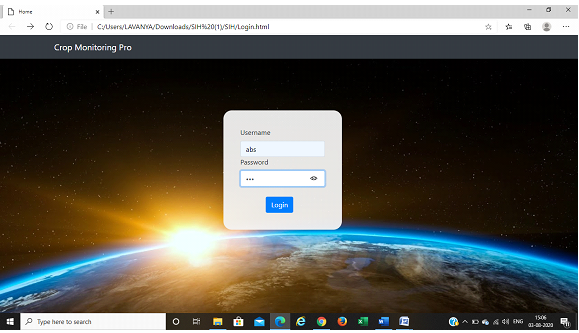 Home
File | C:/Users/LAVANYA/Downloads/SIH%20(1)/SIH/Login.html
Crop Monitoring Pro
Username
abs
Password
•••
Login
Type here to search
ENG
15:06
03-08-2020